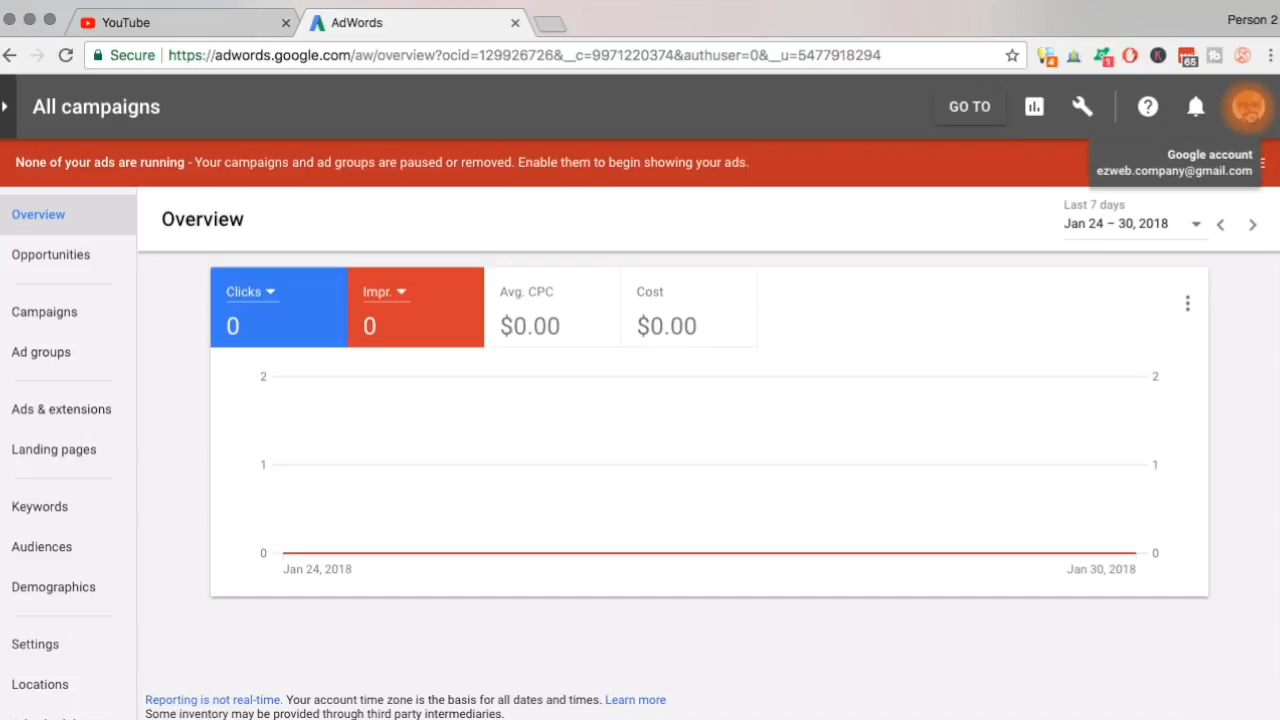 YouTube
AdWords
Person 2
Secure
https://adwords.google.com/aw/overview?ocid=129926726&__c=9971220374&authuser=0&__u=5477918294
4
1
65
All campaigns
GO TO
None of your ads are running - Your campaigns and ad groups are paused or removed. Enable them to begin showing your ads.
Google account
ezweb.company@gmail.com
Overview
Opportunities
Campaigns
Ad groups
Ads & extensions
Landing pages
Keywords
Audiences
Demographics
Settings
Locations
Overview
Last 7 days
Jan 24 – 30, 2018
Clicks
0
Impr.
0
Avg. CPC
$0.00
Cost
$0.00
2
2
1
1
0
0
Jan 24, 2018
Jan 30, 2018
Reporting is not real-time. Your account time zone is the basis for all dates and times. Learn more
Some inventory may be provided through third party intermediaries.